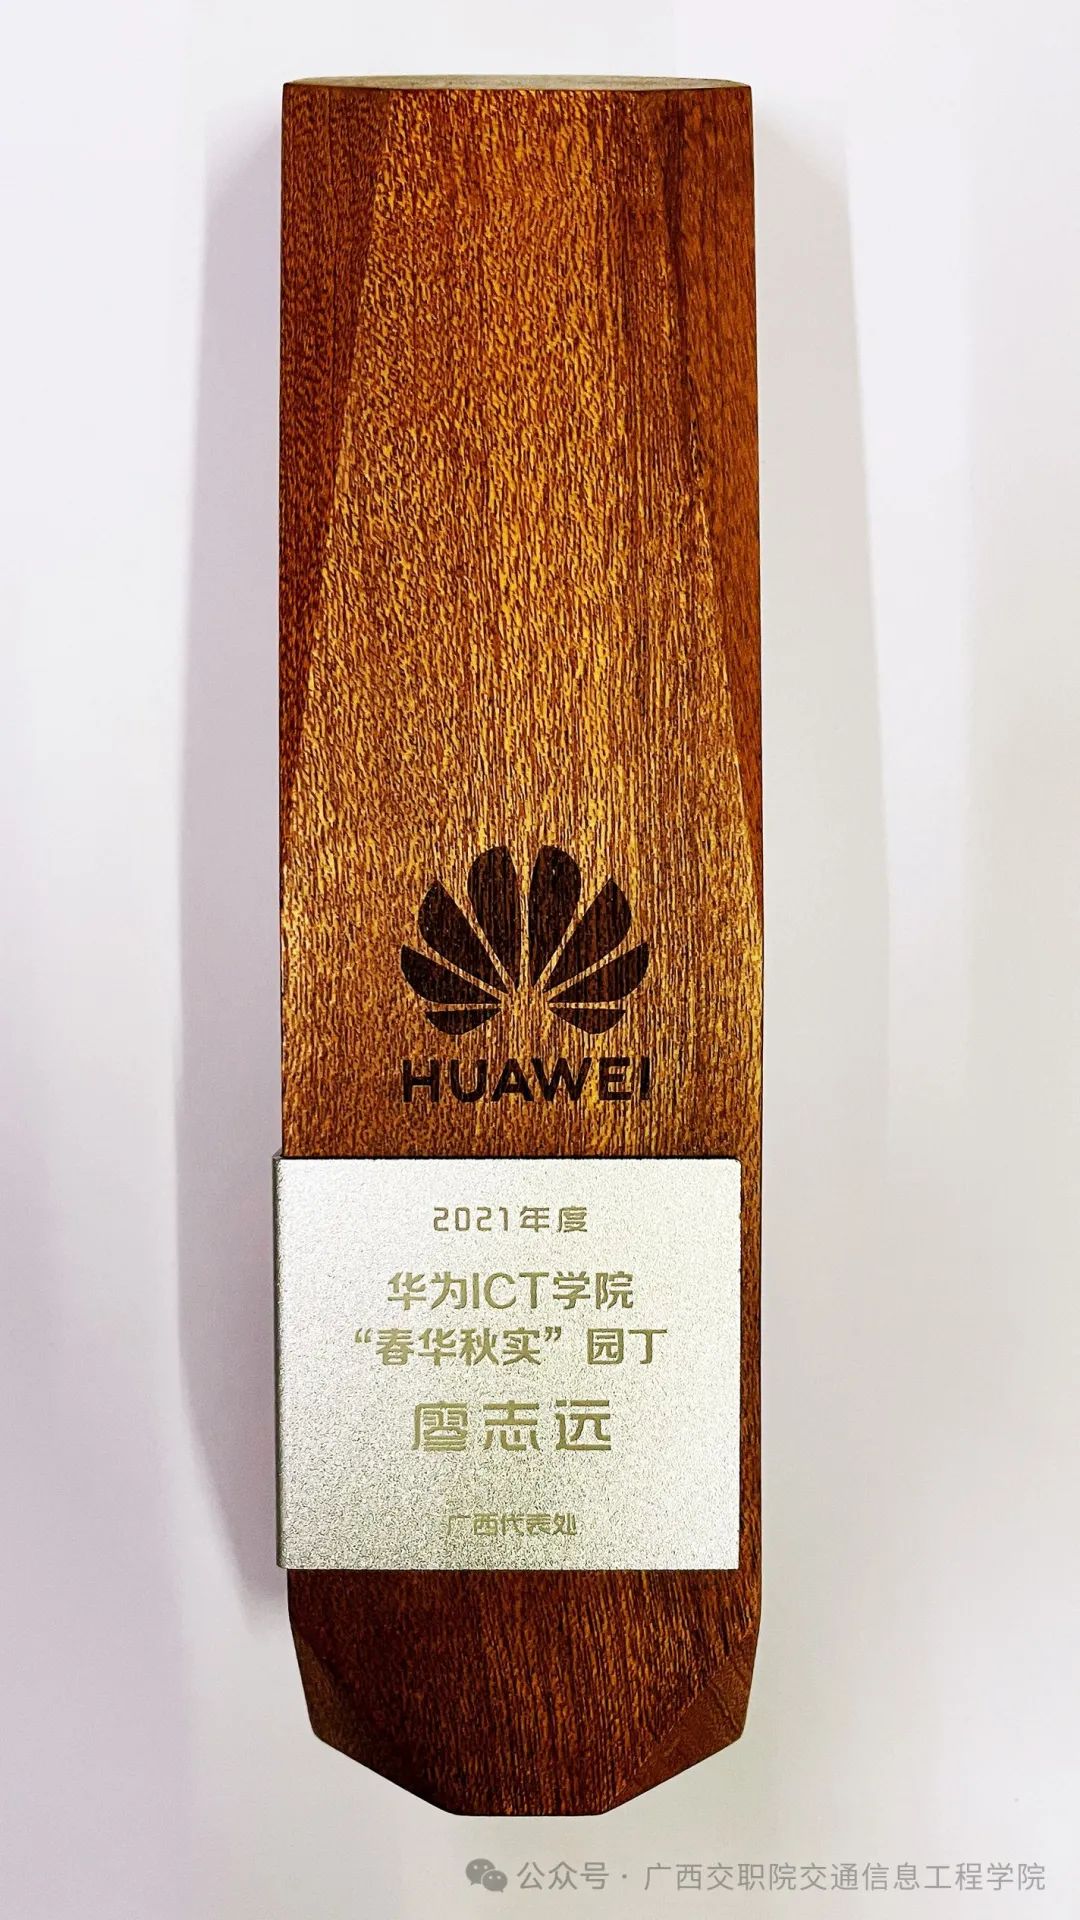 HUAWEI
2021年度
华为ICT学院
“春华秋实”园丁
廖志远
广西代表处
公众号·广西交职院交通信息工程学院